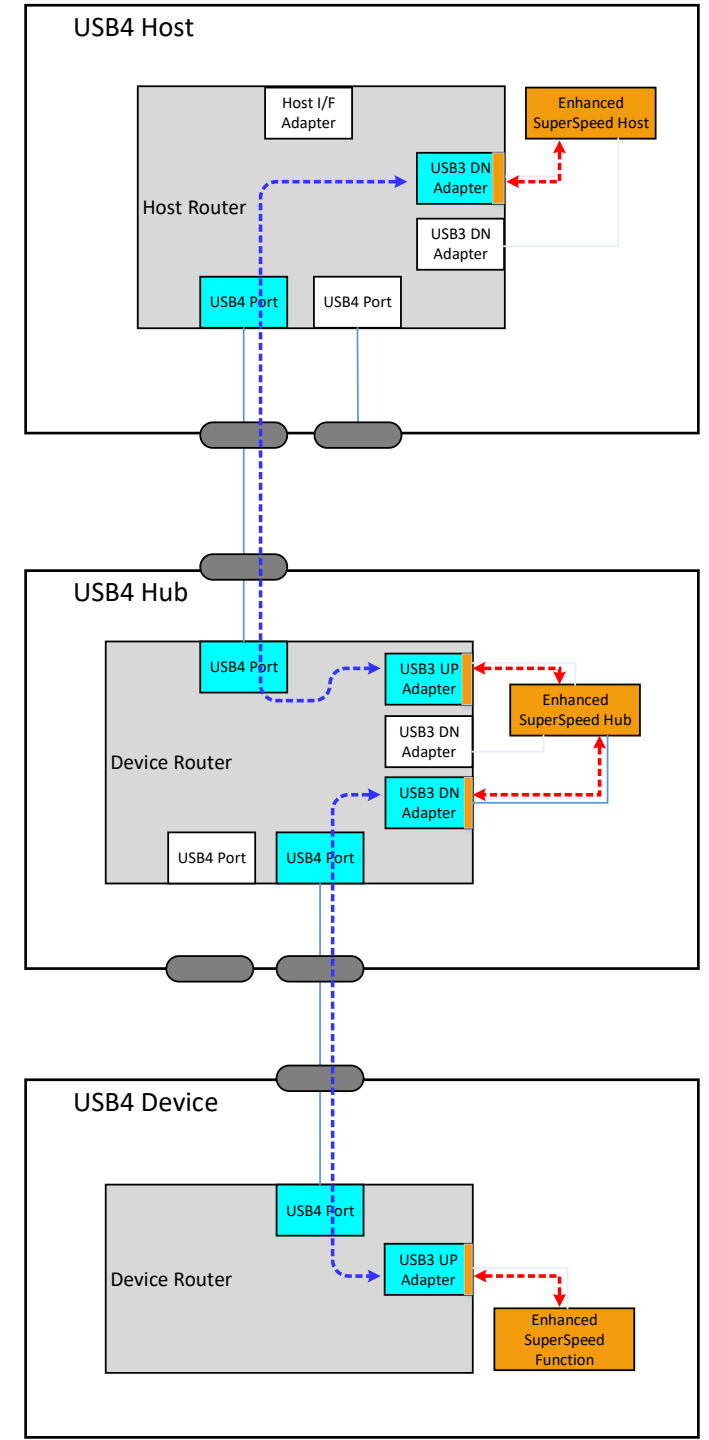 USB4 Host
Host I/F
Adapter
Enhanced
SuperSpeed Host
USB3 DN
Adapter
Host Router
USB3 DN
Adapter
USB4 Port
USB4 Port
USB4 Hub
USB4 Port
USB3 UP
Adapter
Enhanced
SuperSpeed Hub
USB3 DN
Adapter
Device Router
USB3 DN
Adapter
USB4 Port
USB4 Port
USB4 Device
USB4 Port
USB3 UP
Adapter
Device Router
Enhanced
SuperSpeed
Function